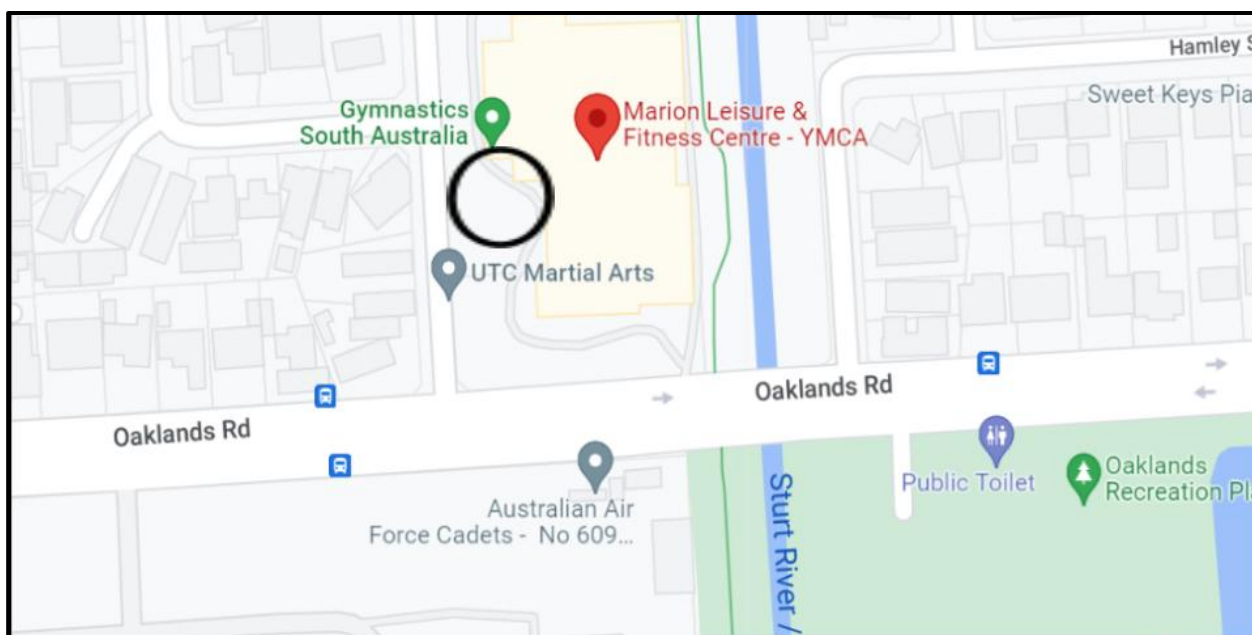 Hamley S
Sweet Keys Pia
Gymnastics
South Australia
Marion Leisure &
Fitness Centre - YMCA
UTC Martial Arts
Oaklands Rd
Oaklands Rd
Public Toilet
Oaklands
Recreation Pla
Australian Air
Force Cadets - No 609...
Sturt River /